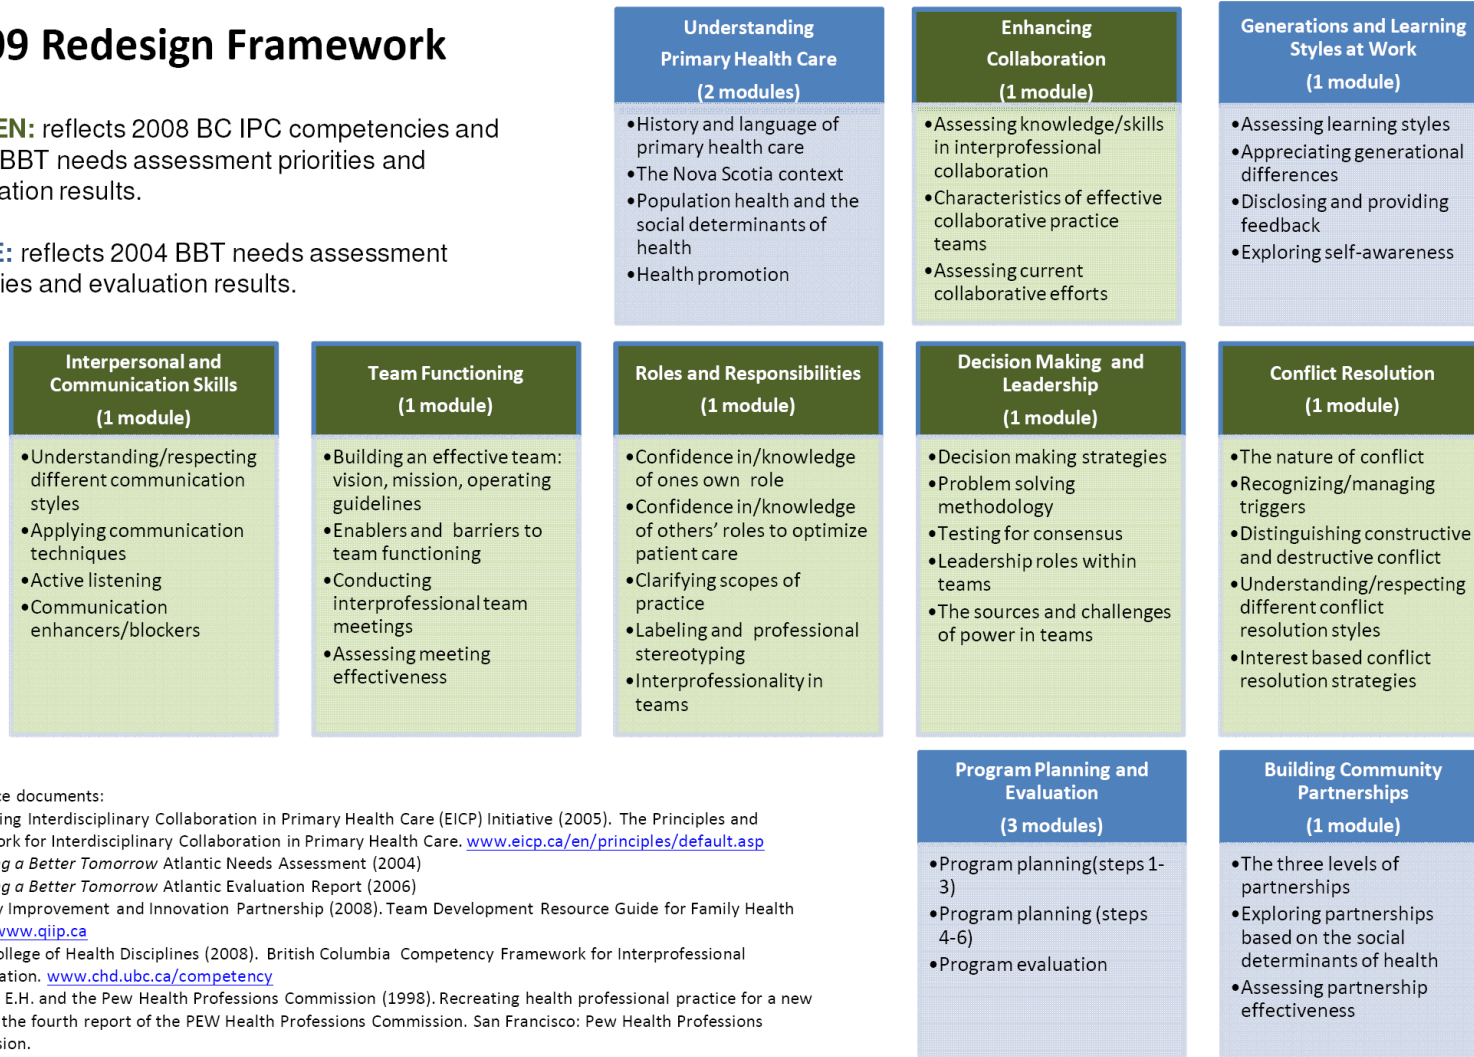 09 Redesign Framework
EN: reflects 2008 BC IPC competencies and
BBT needs assessment priorities and
ation results.
E: reflects 2004 BBT needs assessment
ies and evaluation results.
Understanding
Primary Health Care
(2 modules)
•History and language of
primary health care
•The Nova Scotia context
•Population health and the
social determinants of
health
•Health promotion
Enhancing
Collaboration
(1 module)
•Assessing knowledge/skills
in interprofessional
collaboration
•Characteristics of effective
collaborative practice
teams
•Assessing current
collaborative efforts
Generations and Learning
Styles at Work
(1 module)
•Assessing learning styles
•Appreciating generational
differences
•Disclosing and providing
feedback
•Exploring self-awareness
Interpersonal and
Communication Skills
(1 module)
•Understanding/respecting
different communication
styles
•Applying communication
techniques
•Active listening
•Communication
enhancers/blockers
Team Functioning
(1 module)
•Building an effective team:
vision, mission, operating
guidelines
•Enablers and barriers to
team functioning
•Conducting
interprofessional team
meetings
•Assessing meeting
effectiveness
Roles and Responsibilities
(1 module)
•Confidence in/knowledge
of ones own role
•Confidence in/knowledge
of others’ roles to optimize
patient care
•Clarifying scopes of
practice
•Labeling and professional
stereotyping
•Interprofessionality in
teams
Decision Making and
Leadership
(1 module)
•Decision making strategies
•Problem solving
methodology
•Testing for consensus
•Leadership roles within
teams
•The sources and challenges
of power in teams
Conflict Resolution
(1 module)
•The nature of conflict
•Recognizing/managing
triggers
•Distinguishing constructive
and destructive conflict
•Understanding/respecting
different conflict
resolution styles
•Interest based conflict
resolution strategies
Program Planning and
Evaluation
(3 modules)
•Program planning(steps 1-
3)
•Program planning (steps
4-6)
•Program evaluation
Building Community
Partnerships
(1 module)
•The three levels of
partnerships
•Exploring partnerships
based on the social
determinants of health
•Assessing partnership
effectiveness
ce documents:
ing Interdisciplinary Collaboration in Primary Health Care (EICP) Initiative (2005). The Principles and
ork for Interdisciplinary Collaboration in Primary Health Care. www.eicp.ca/en/principles/default.asp
g a Better Tomorrow Atlantic Needs Assessment (2004)
g a Better Tomorrow Atlantic Evaluation Report (2006)
y Improvement and Innovation Partnership (2008). Team Development Resource Guide for Family Health
www.qiip.ca
ollege of Health Disciplines (2008). British Columbia Competency Framework for Interprofessional
ation. www.chd.ubc.ca/competency
E.H. and the Pew Health Professions Commission (1998). Recreating health professional practice for a new
the fourth report of the PEW Health Professions Commission. San Francisco: Pew Health Professions
sion.